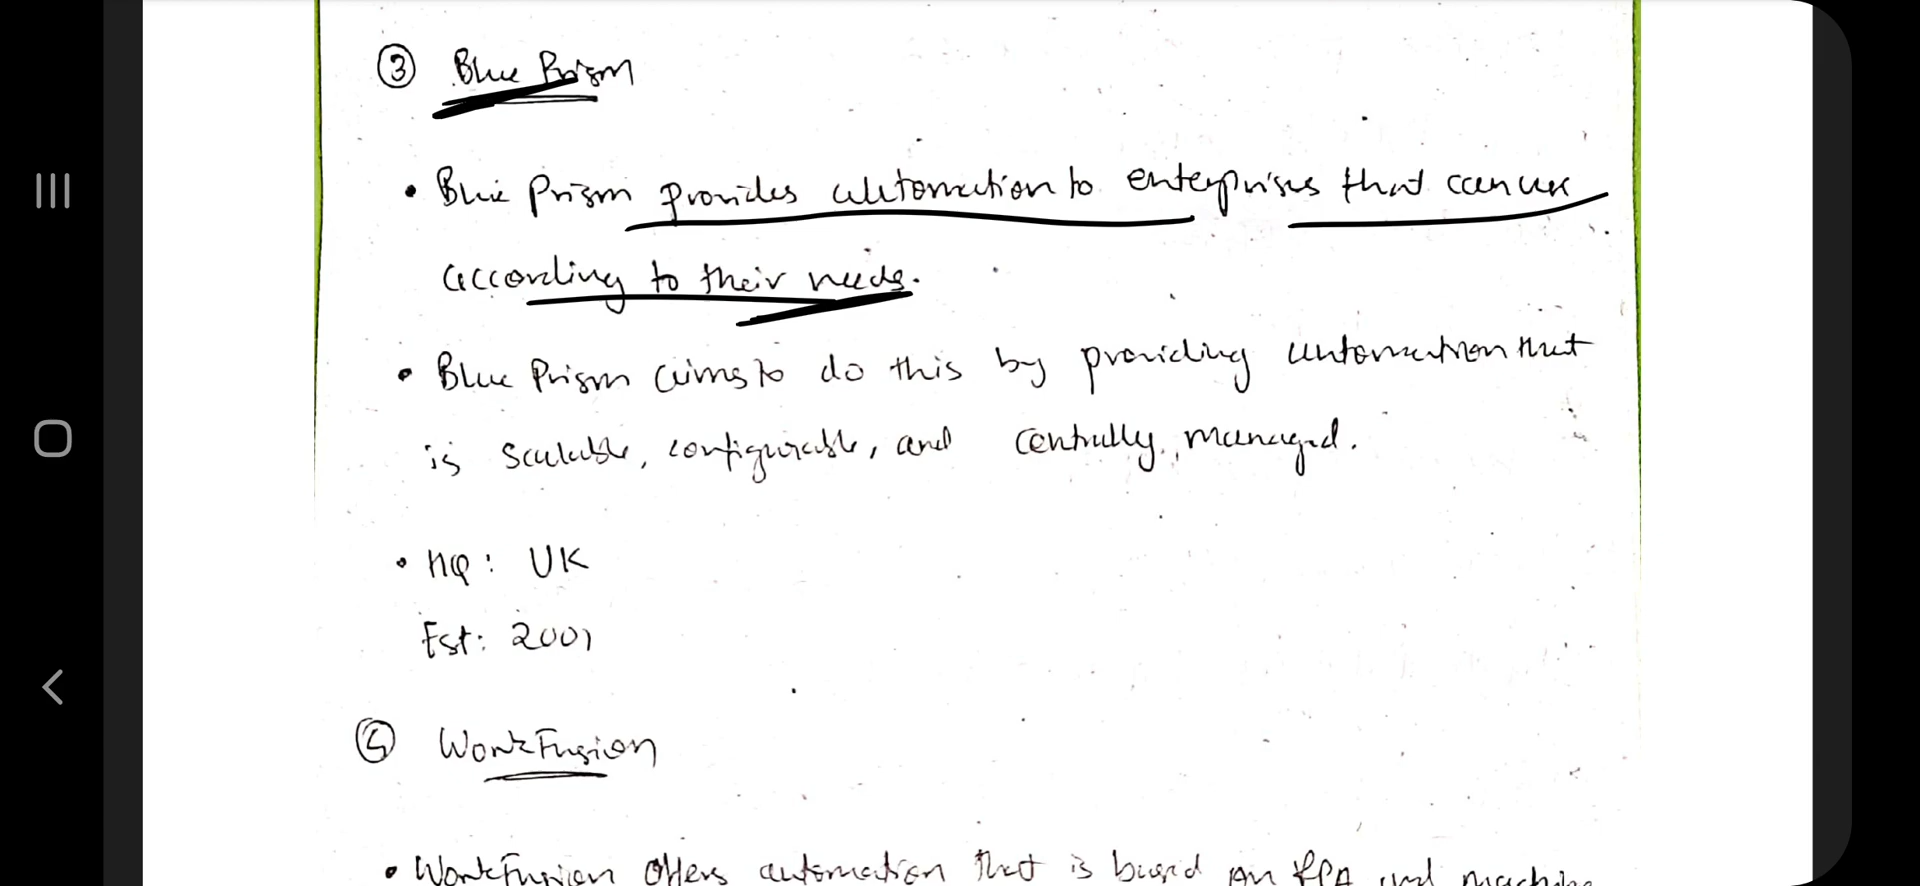 ③ Blue Prism
• Blue Prism provides automation to enterprises that can use
according to their needs.
• Blue Prism aims to do this by providing automation that
is scalable, configurable, and centrally managed.
• HQ: UK
Est: 2001
④ WorkFusion
• WorkFusion offers automation that is based on RPA and machine